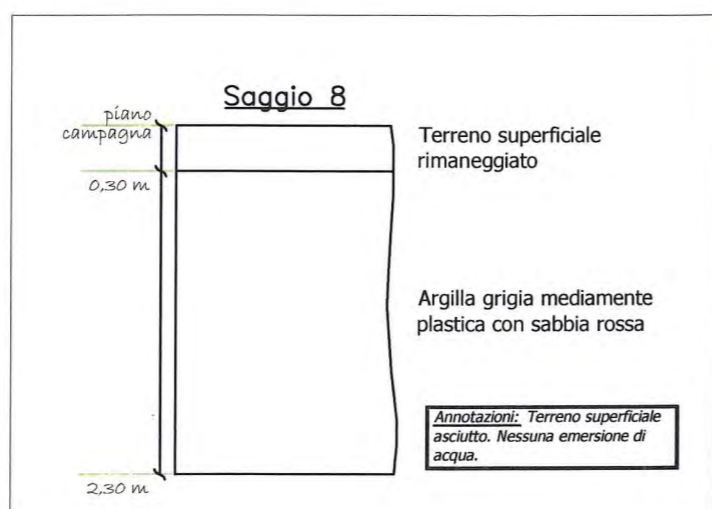 Saggio 8
piano
campagna
Terreno superficiale
rimaneggiato
0,30 m
Argilla grigia mediamente
plastica con sabbia rossa
Annotazioni: Terreno superficiale
asciutto. Nessuna emersione di
acqua.
2,30 m